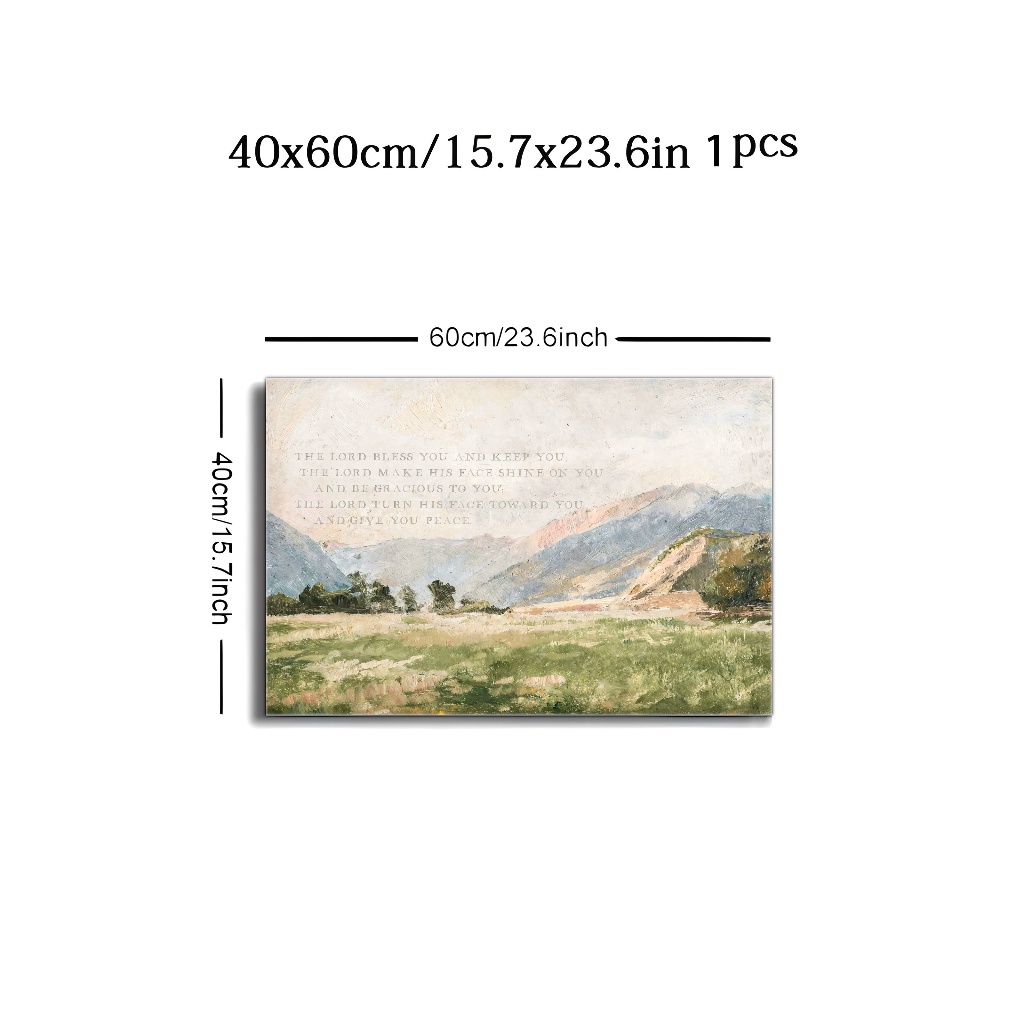 40x60cm/15.7x23.6in 1pcs
60cm/23.6inch
40cm/15.7inch
THE LORD BLESS YOU AND KEEP YOU.
THE LORD MAKE HIS FACE SHINE ON YOU
AND BE GRACIOUS TO YOU;
THE LORD TURN HIS FACE TOWARD YOU
AND GIVE YOU PEACE.